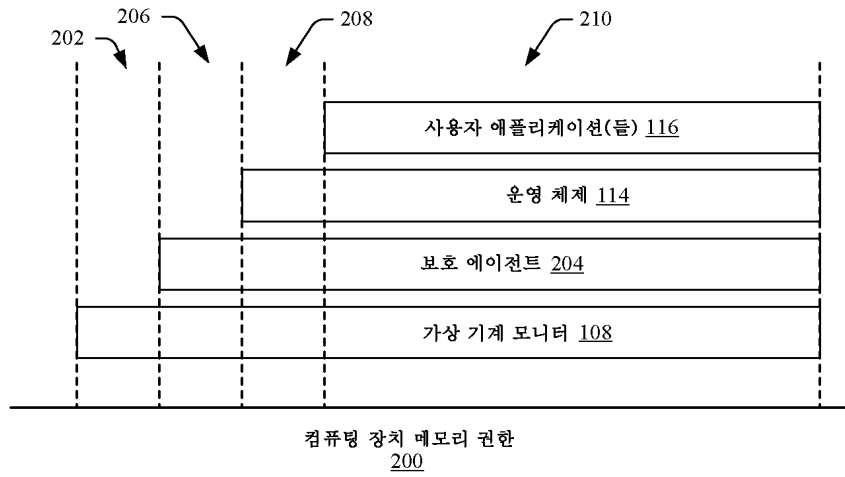 202
206
208
210
사용자 애플리케이션(들) 116
운영 체제 114
보호 에이전트 204
가상 기계 모니터 108
컴퓨팅 장치 메모리 권한
200